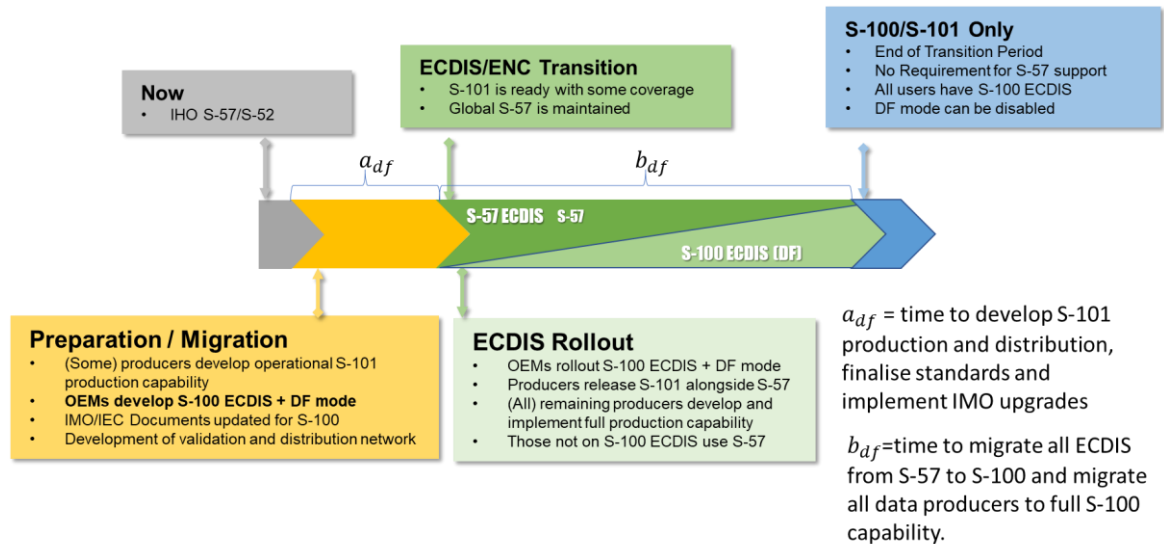 Now
• IHO S-57/S-52
ECDIS/ENC Transition
• S-101 is ready with some coverage
• Global S-57 is maintained
S-100/S-101 Only
• End of Transition Period
• No Requirement for S-57 support
• All users have S-100 ECDIS
• DF mode can be disabled
a_df
b_df
S-57 ECDIS S-57
S-100 ECDIS (DF)
Preparation / Migration
• (Some) producers develop operational S-101
production capability
• OEMs develop S-100 ECDIS + DF mode
• IMO/IEC Documents updated for S-100
• Development of validation and distribution network
ECDIS Rollout
• OEMs rollout S-100 ECDIS + DF mode
• Producers release S-101 alongside S-57
• (All) remaining producers develop and
implement full production capability
• Those not on S-100 ECDIS use S-57
a_df = time to develop S-101
production and distribution,
finalise standards and
implement IMO upgrades
b_df=time to migrate all ECDIS
from S-57 to S-100 and migrate
all data producers to full S-100
capability.